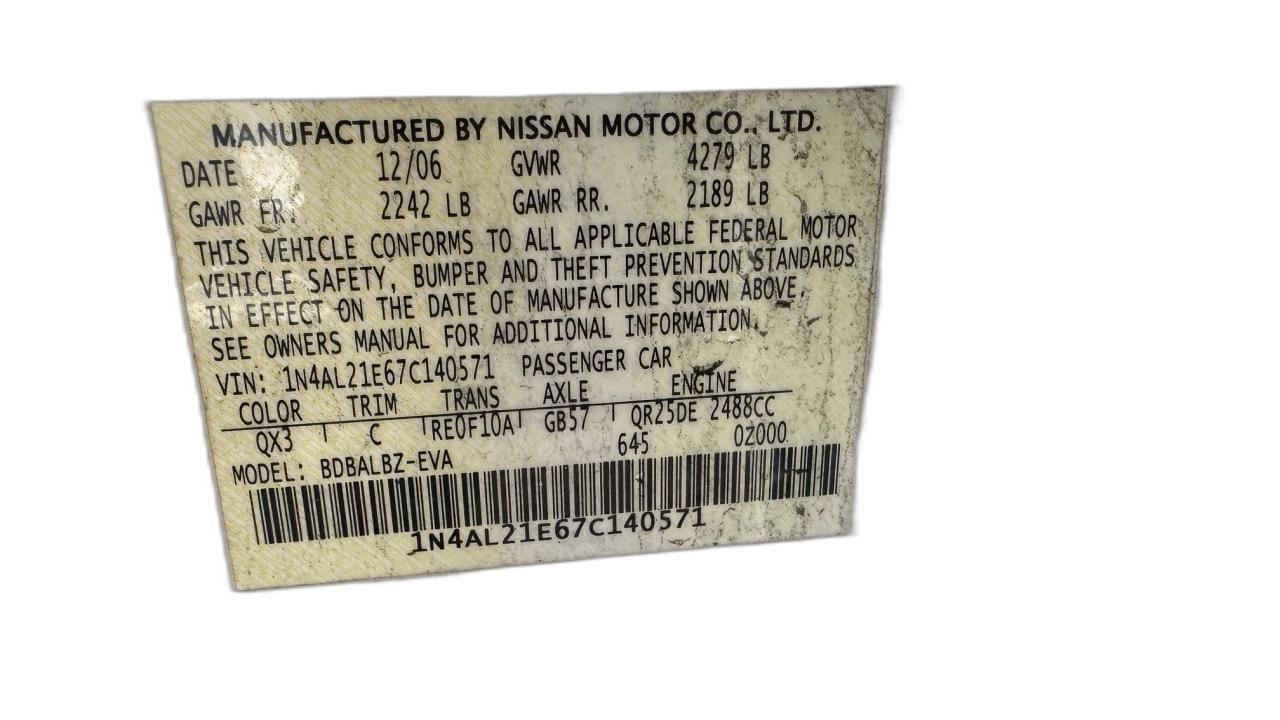 MANUFACTURED BY NISSAN MOTOR CO., LTD.
DATE 12/06 GVWR 4279 LB
GAWR FR. 2242 LB GAWR RR. 2189 LB
THIS VEHICLE CONFORMS TO ALL APPLICABLE FEDERAL MOTOR
VEHICLE SAFETY, BUMPER AND THEFT PREVENTION STANDARDS
IN EFFECT ON THE DATE OF MANUFACTURE SHOWN ABOVE.
SEE OWNERS MANUAL FOR ADDITIONAL INFORMATION.
VIN: 1N4AL21E67C140571 PASSENGER CAR
COLOR TRIM TRANS AXLE ENGINE
QX3 C RE0F10A GB57 QR25DE 2488CC
645 0Z000
MODEL: BDBALBZ-EVA
1N4AL21E67C140571